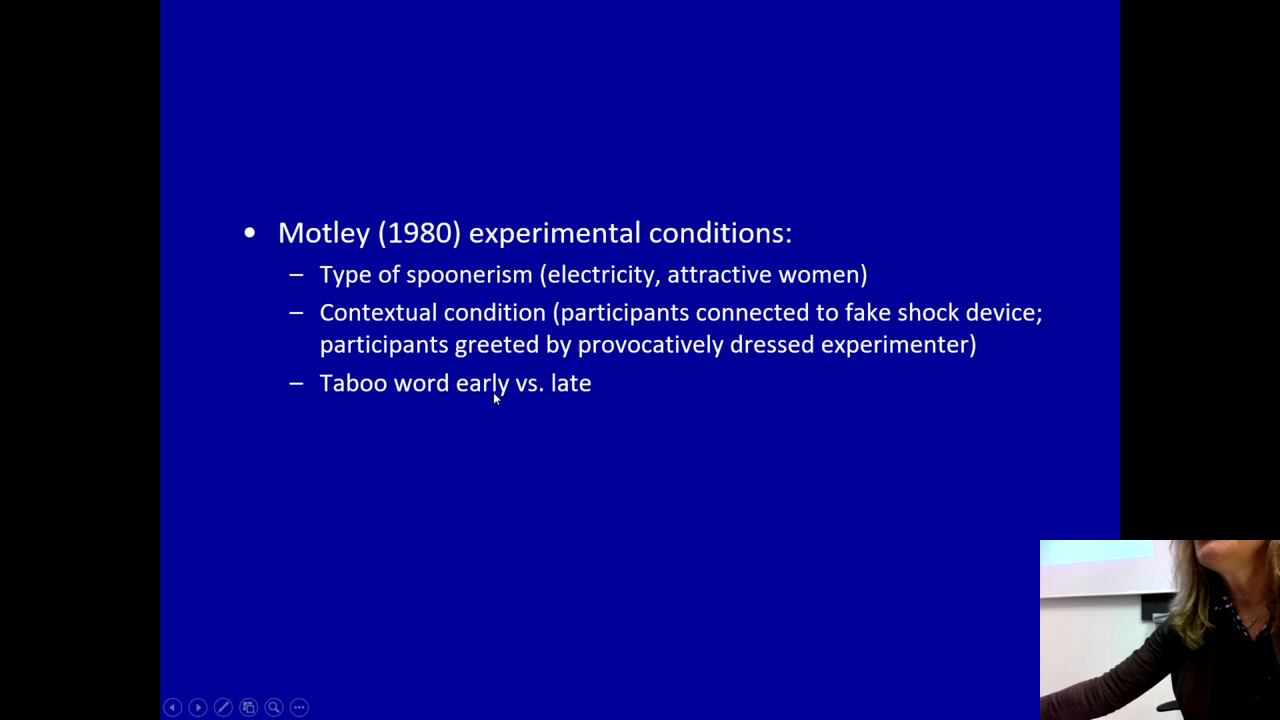 • Motley (1980) experimental conditions:
– Type of spoonerism (electricity, attractive women)
– Contextual condition (participants connected to fake shock device;
participants greeted by provocatively dressed experimenter)
– Taboo word early vs. late